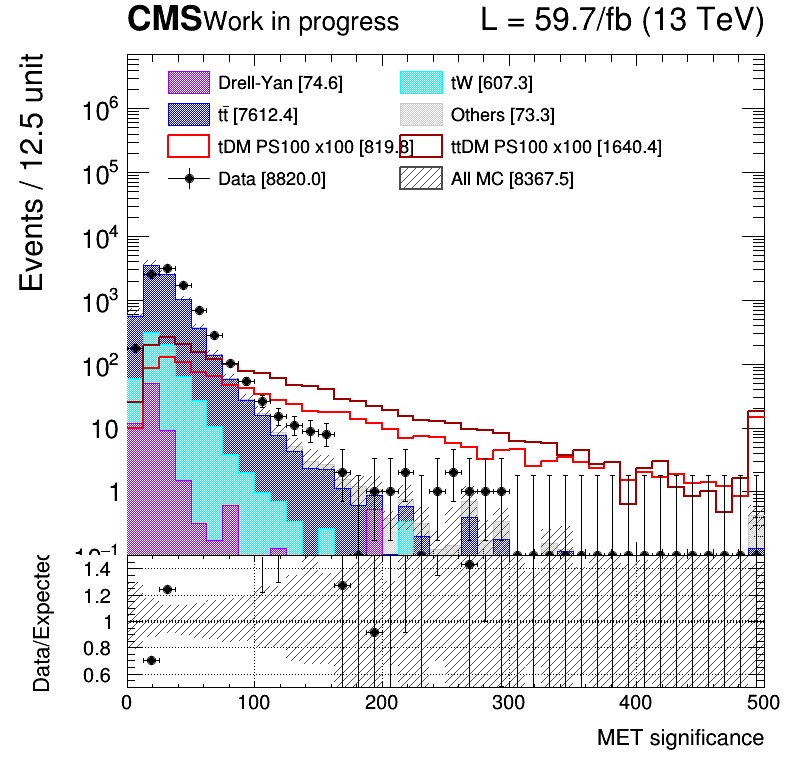 CMS Work in progress L = 59.7/fb (13 TeV)
Events / 12.5 unit
Drell-Yan [74.6] tW [607.3]
tt̄ [7612.4] Others [73.3]
tDM PS100 x100 [819.8] ttDM PS100 x100 [1640.4]
Data [8820.0] All MC [8367.5]
10⁶
10⁵
10⁴
10³
10²
10
1
10⁻¹
Data/Expected
1.4
1.2
1
0.8
0.6
0 100 200 300 400 500
MET significance